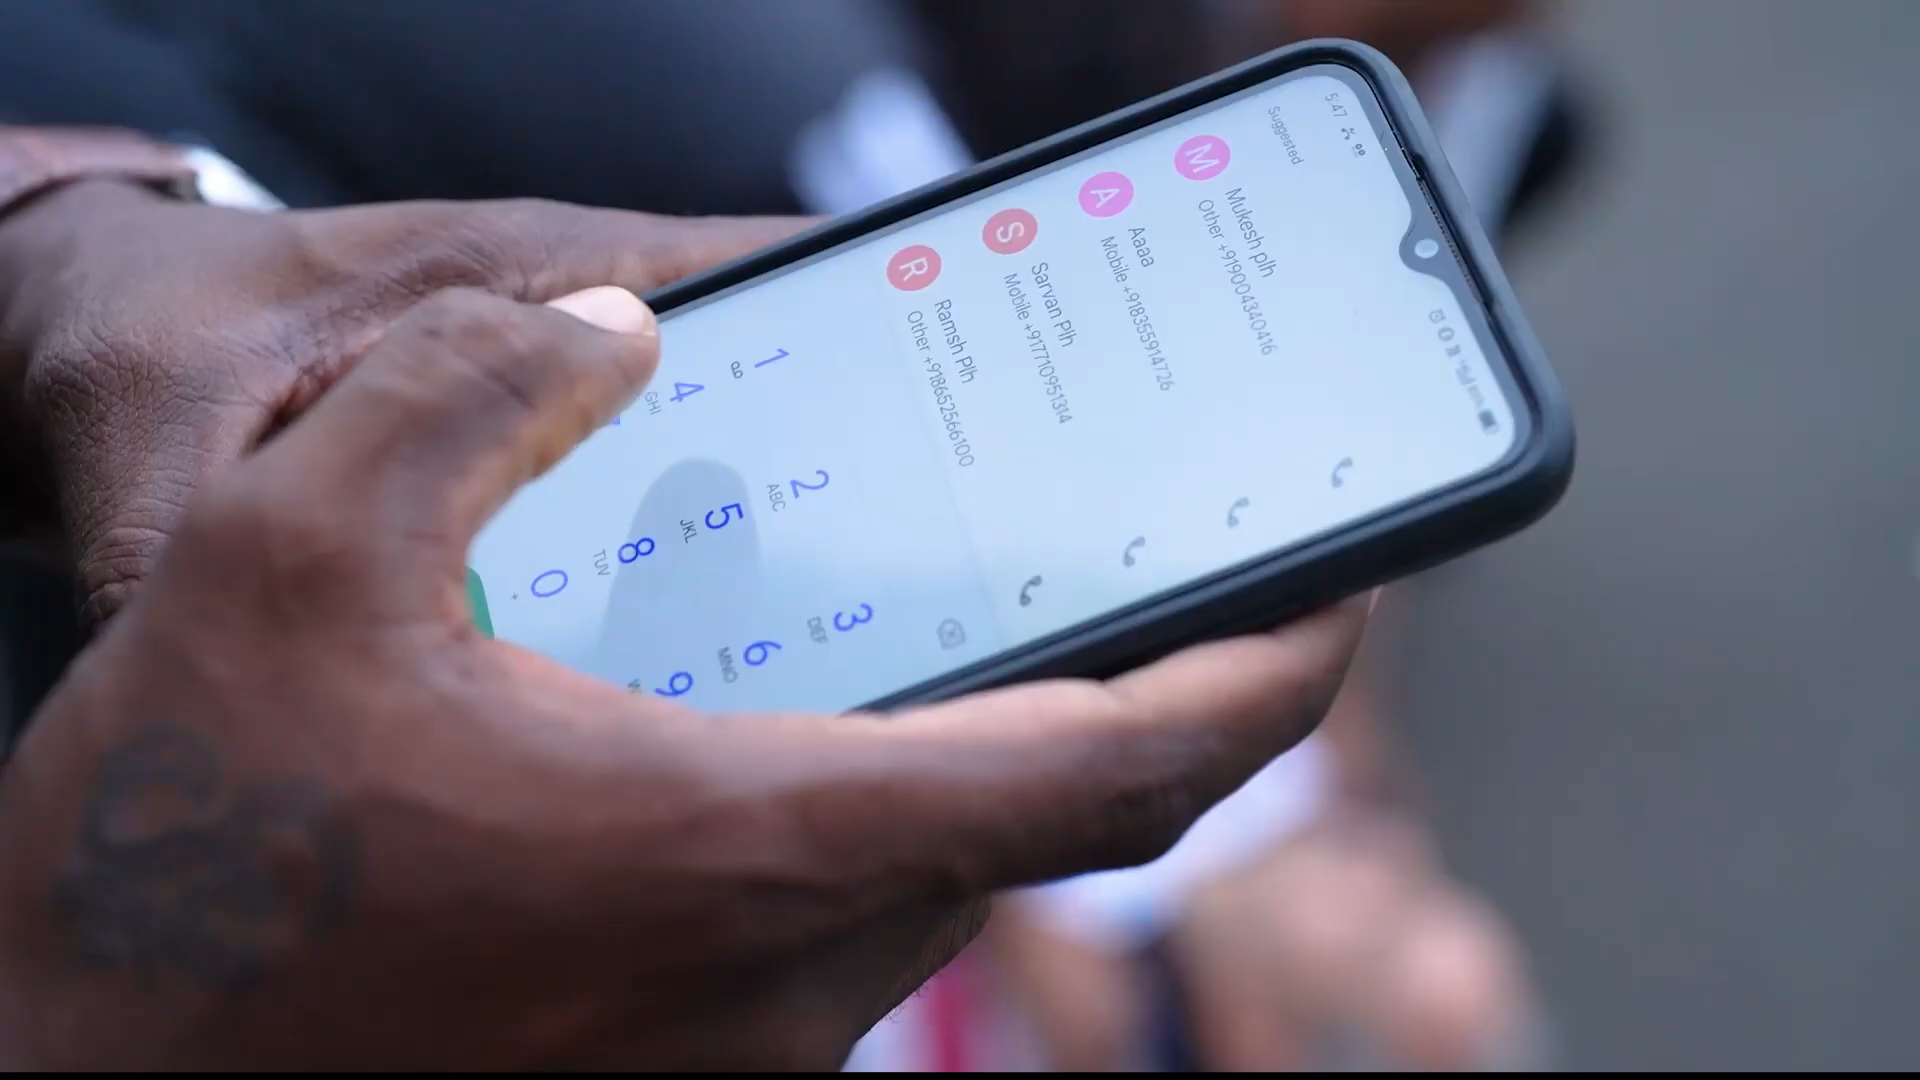 5:47
Suggested
M
Mukesh plh
Other +919004340416
A
Aaaa
Mobile +918355914726
S
Sarvan Plh
Mobile +917710951314
R
Ramsh Plh
Other +918652566100
1
2
ABC
3
DEF
4
GHI
5
JKL
6
MNO
8
TUV
9
W
0
+